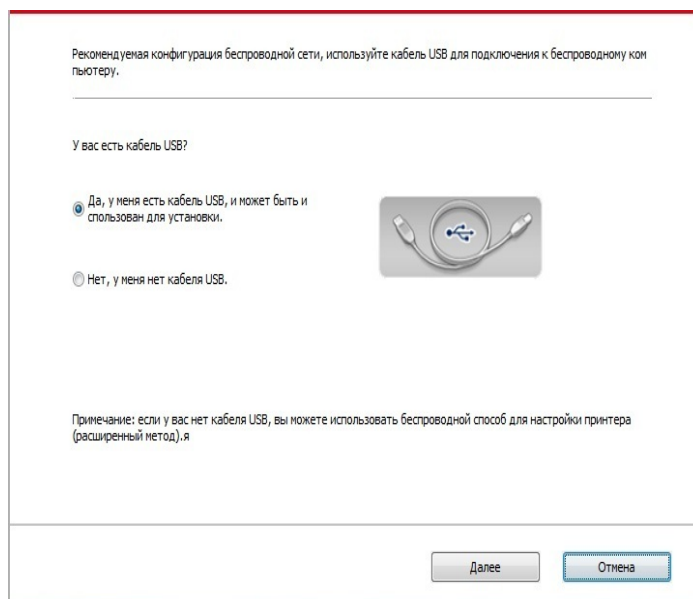 Рекомендуемая конфигурация беспроводной сети, используйте кабель USB для подключения к беспроводному ком
пьютеру.
У вас есть кабель USB?
Да, у меня есть кабель USB, и может быть и
спользован для установки.
Нет, у меня нет кабеля USB.
Примечание: если у вас нет кабеля USB, вы можете использовать беспроводной способ для настройки принтера
(расширенный метод).я
Далее
Отмена